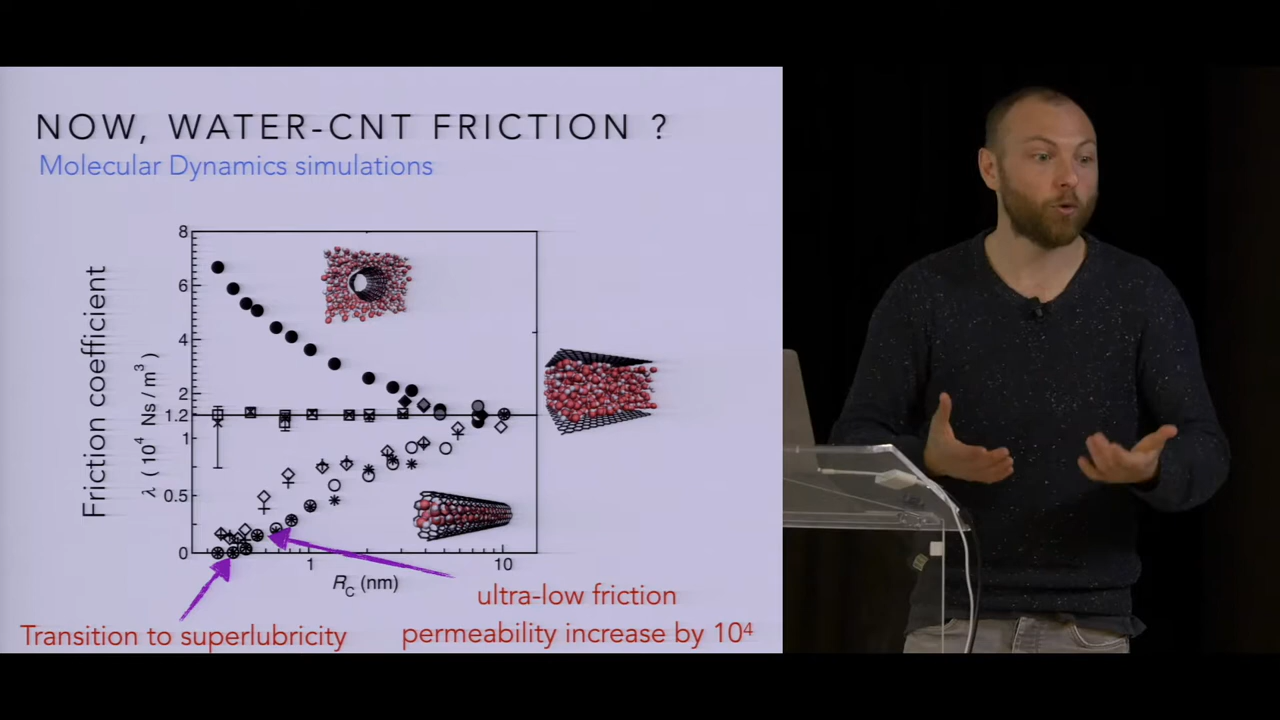 NOW, WATER-CNT FRICTION ?
Molecular Dynamics simulations
Friction coefficient
λ ( 10⁴ Ns / m³ )
8
6
4
2
1.2
1
0.5
0
1
10
R_C (nm)
ultra-low friction
permeability increase by 10⁴
Transition to superlubricity